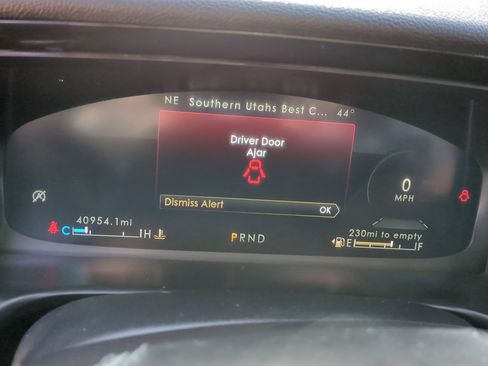 NE Southern Utahs Best C... 44°
Driver Door
Ajar
Dismiss Alert OK
0
MPH
40954.1mi
C H
PRND
230mi to empty
E F